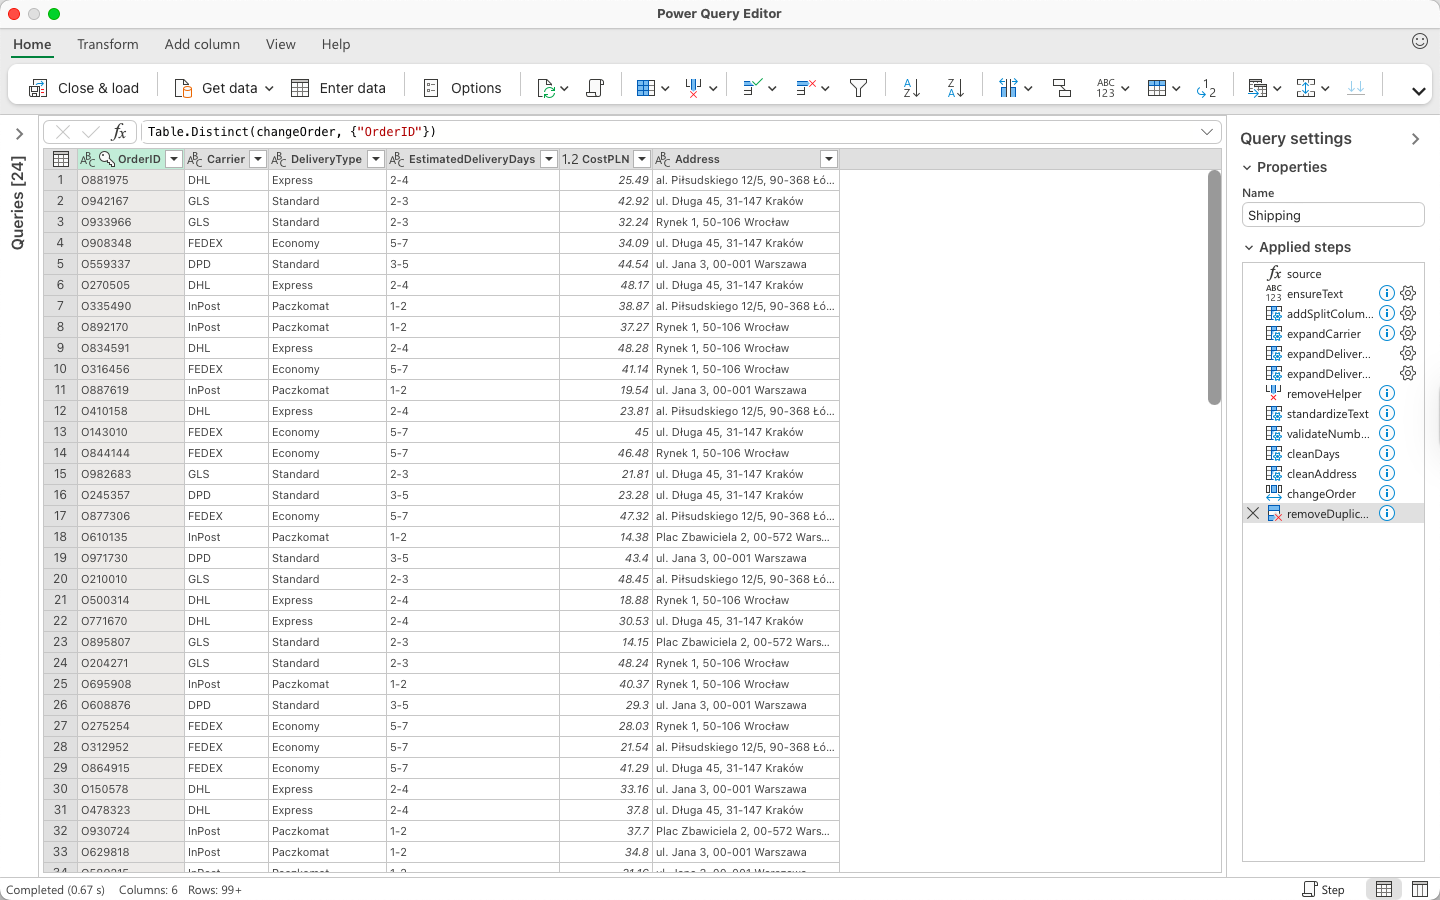 Power Query Editor
Home Transform Add column View Help
Close & load Get data Enter data Options
Table.Distinct(changeOrder, {"OrderID"})
Queries [24]
OrderID Carrier DeliveryType EstimatedDeliveryDays 1.2 CostPLN Address
1 O881975 DHL Express 2-4 25.49 al. Piłsudskiego 12/5, 90-368 Łó...
2 O942167 GLS Standard 2-3 42.92 ul. Długa 45, 31-147 Kraków
3 O933966 GLS Standard 2-3 32.24 Rynek 1, 50-106 Wrocław
4 O908348 FEDEX Economy 5-7 34.09 ul. Długa 45, 31-147 Kraków
5 O559337 DPD Standard 3-5 44.54 ul. Jana 3, 00-001 Warszawa
6 O270505 DHL Express 2-4 48.17 ul. Długa 45, 31-147 Kraków
7 O335490 InPost Paczkomat 1-2 38.87 al. Piłsudskiego 12/5, 90-368 Łó...
8 O892170 InPost Paczkomat 1-2 37.27 Rynek 1, 50-106 Wrocław
9 O834591 DHL Express 2-4 48.28 Rynek 1, 50-106 Wrocław
10 O316456 FEDEX Economy 5-7 41.14 Rynek 1, 50-106 Wrocław
11 O887619 InPost Paczkomat 1-2 19.54 ul. Jana 3, 00-001 Warszawa
12 O410158 DHL Express 2-4 23.81 al. Piłsudskiego 12/5, 90-368 Łó...
13 O143010 FEDEX Economy 5-7 45 ul. Długa 45, 31-147 Kraków
14 O844144 FEDEX Economy 5-7 46.48 Rynek 1, 50-106 Wrocław
15 O982683 GLS Standard 2-3 21.81 ul. Długa 45, 31-147 Kraków
16 O245357 DPD Standard 3-5 23.28 ul. Długa 45, 31-147 Kraków
17 O877306 FEDEX Economy 5-7 47.32 al. Piłsudskiego 12/5, 90-368 Łó...
18 O610135 InPost Paczkomat 1-2 14.38 Plac Zbawiciela 2, 00-572 Wars...
19 O971730 DPD Standard 3-5 43.4 ul. Jana 3, 00-001 Warszawa
20 O210010 GLS Standard 2-3 48.45 al. Piłsudskiego 12/5, 90-368 Łó...
21 O500314 DHL Express 2-4 18.88 Rynek 1, 50-106 Wrocław
22 O771670 DHL Express 2-4 30.53 ul. Długa 45, 31-147 Kraków
23 O895807 GLS Standard 2-3 14.15 Plac Zbawiciela 2, 00-572 Wars...
24 O204271 GLS Standard 2-3 48.24 Rynek 1, 50-106 Wrocław
25 O695908 InPost Paczkomat 1-2 40.37 Rynek 1, 50-106 Wrocław
26 O608876 DPD Standard 3-5 29.3 ul. Jana 3, 00-001 Warszawa
27 O275254 FEDEX Economy 5-7 28.03 Rynek 1, 50-106 Wrocław
28 O312952 FEDEX Economy 5-7 21.54 al. Piłsudskiego 12/5, 90-368 Łó...
29 O864915 FEDEX Economy 5-7 41.29 ul. Długa 45, 31-147 Kraków
30 O150578 DHL Express 2-4 33.16 ul. Jana 3, 00-001 Warszawa
31 O478323 DHL Express 2-4 37.8 ul. Długa 45, 31-147 Kraków
32 O930724 InPost Paczkomat 1-2 37.7 Plac Zbawiciela 2, 00-572 Wars...
33 O629818 InPost Paczkomat 1-2 34.8 ul. Jana 3, 00-001 Warszawa
Query settings
Properties
Name
Shipping
Applied steps
source
ensureText
addSplitColum...
expandCarrier
expandDeliver...
expandDeliver...
removeHelper
standardizeText
validateNumb...
cleanDays
cleanAddress
changeOrder
removeDuplic...
Completed (0.67 s) Columns: 6 Rows: 99+
Step